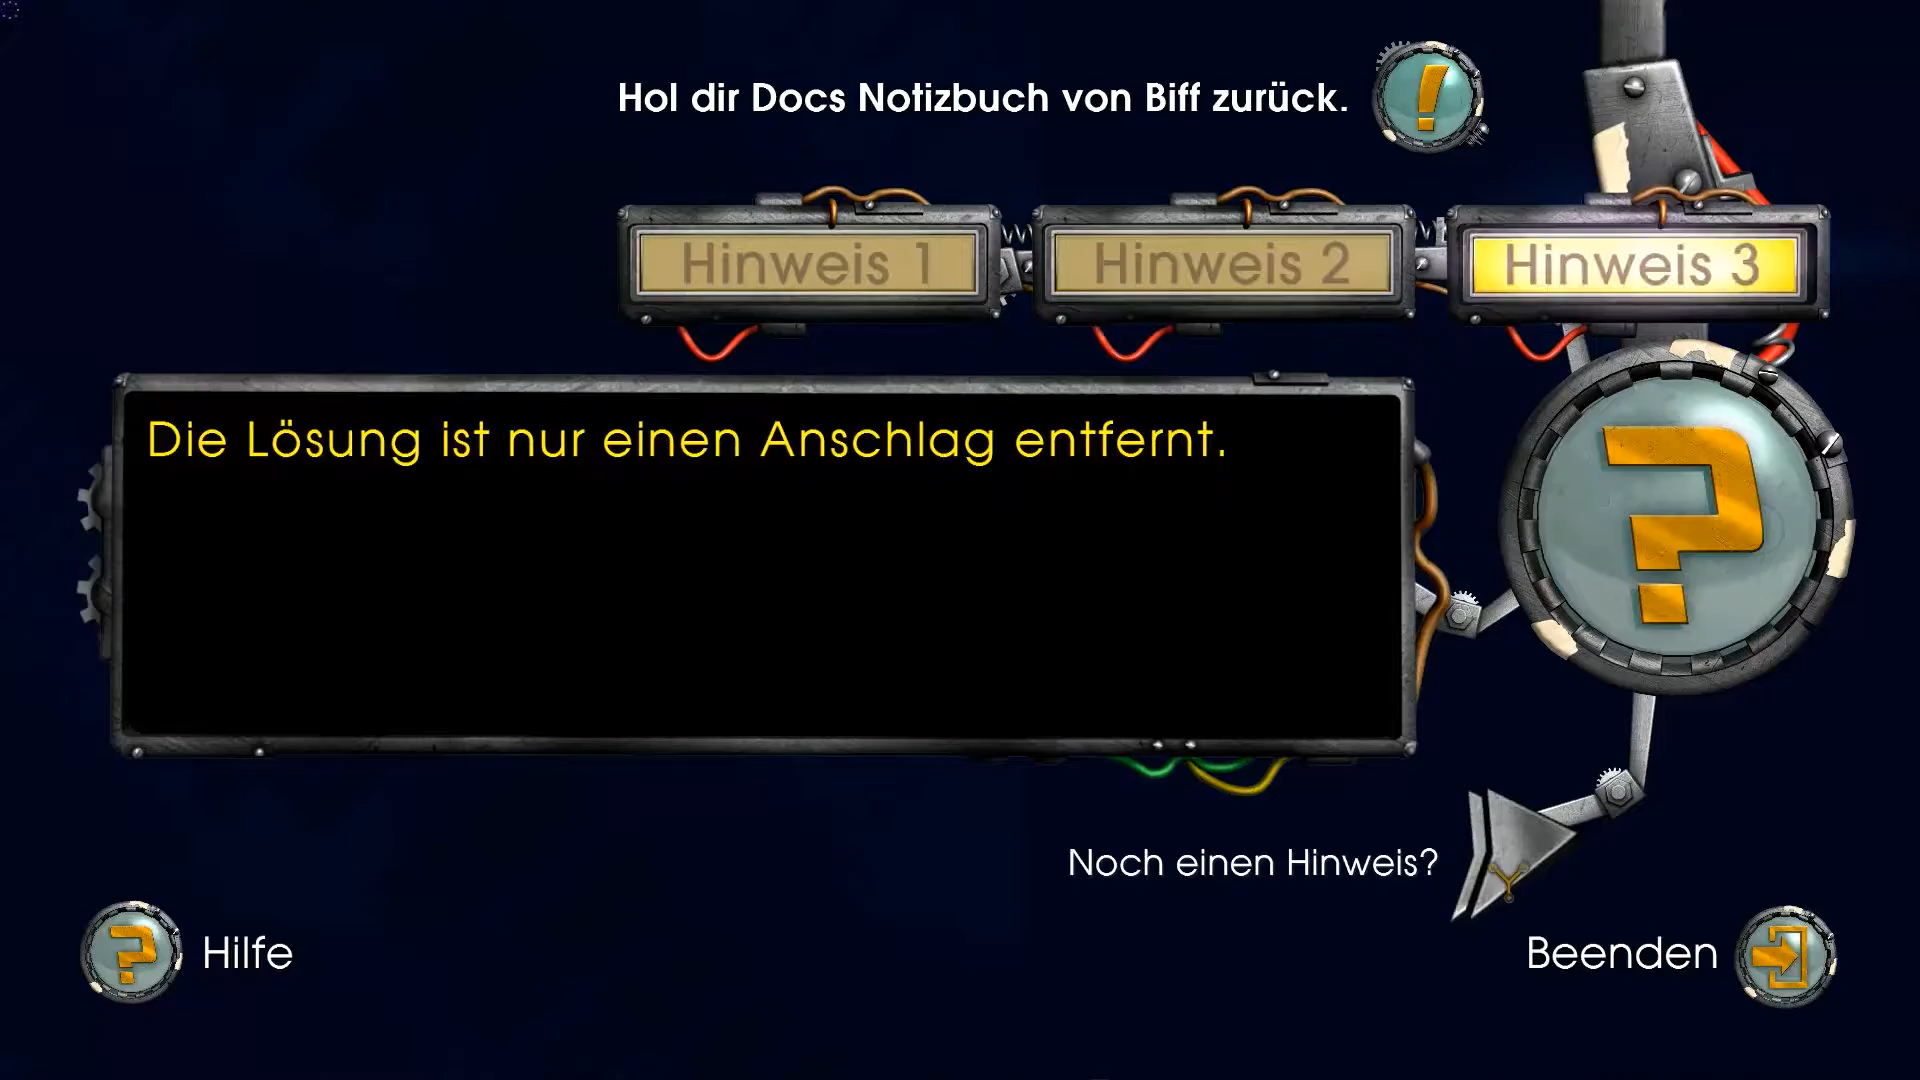 Hol dir Docs Notizbuch von Biff zurück.
Hinweis 1
Hinweis 2
Hinweis 3
Die Lösung ist nur einen Anschlag entfernt.
Noch einen Hinweis?
Hilfe
Beenden